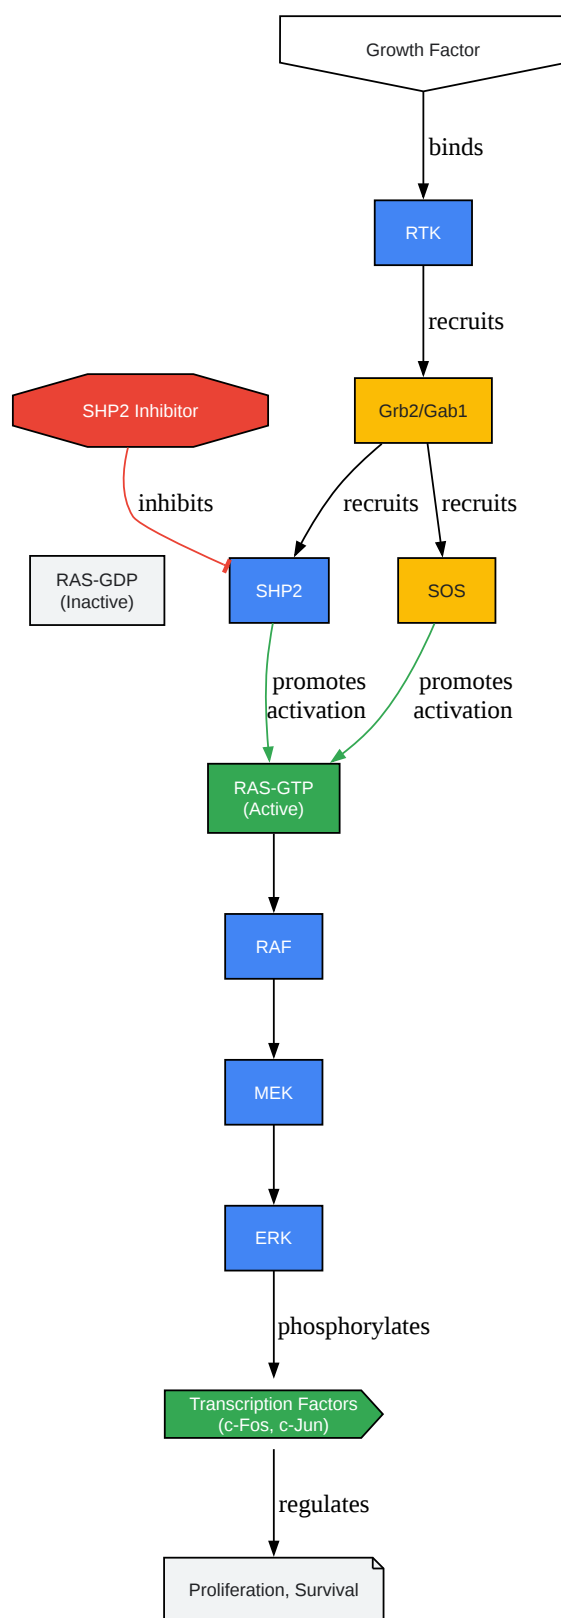 Growth Factor
binds
RTK
recruits
SHP2 Inhibitor
Grb2/Gab1
inhibits
recruits
recruits
RAS-GDP
(Inactive)
SHP2
SOS
promotes
activation
promotes
activation
RAS-GTP
(Active)
RAF
MEK
ERK
phosphorylates
Transcription Factors
(c-Fos, c-Jun)
regulates
Proliferation, Survival